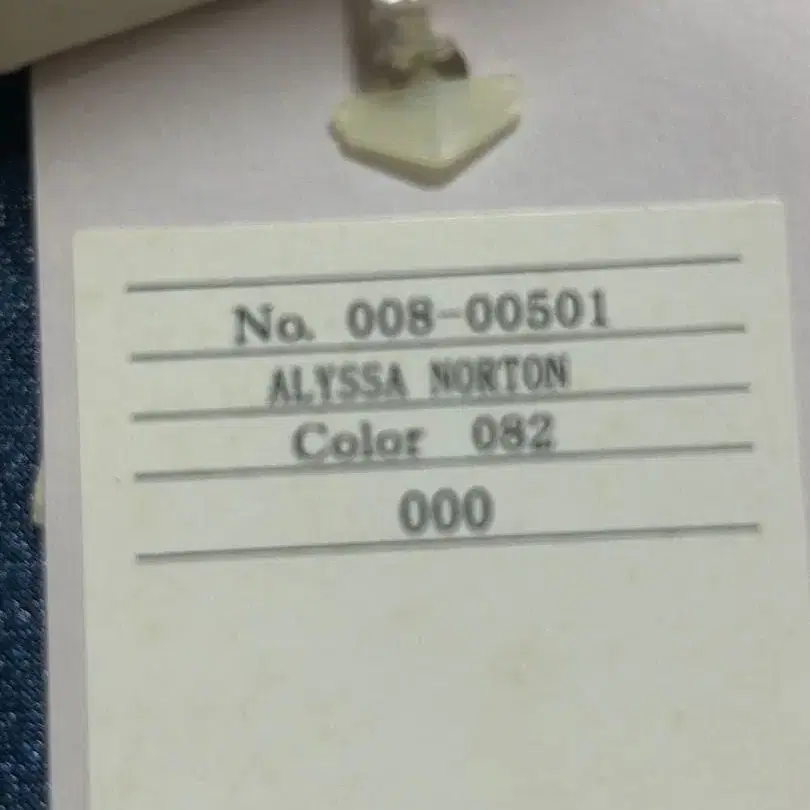 No. 008-00501
ALYSSA NORTON
Color 082
000